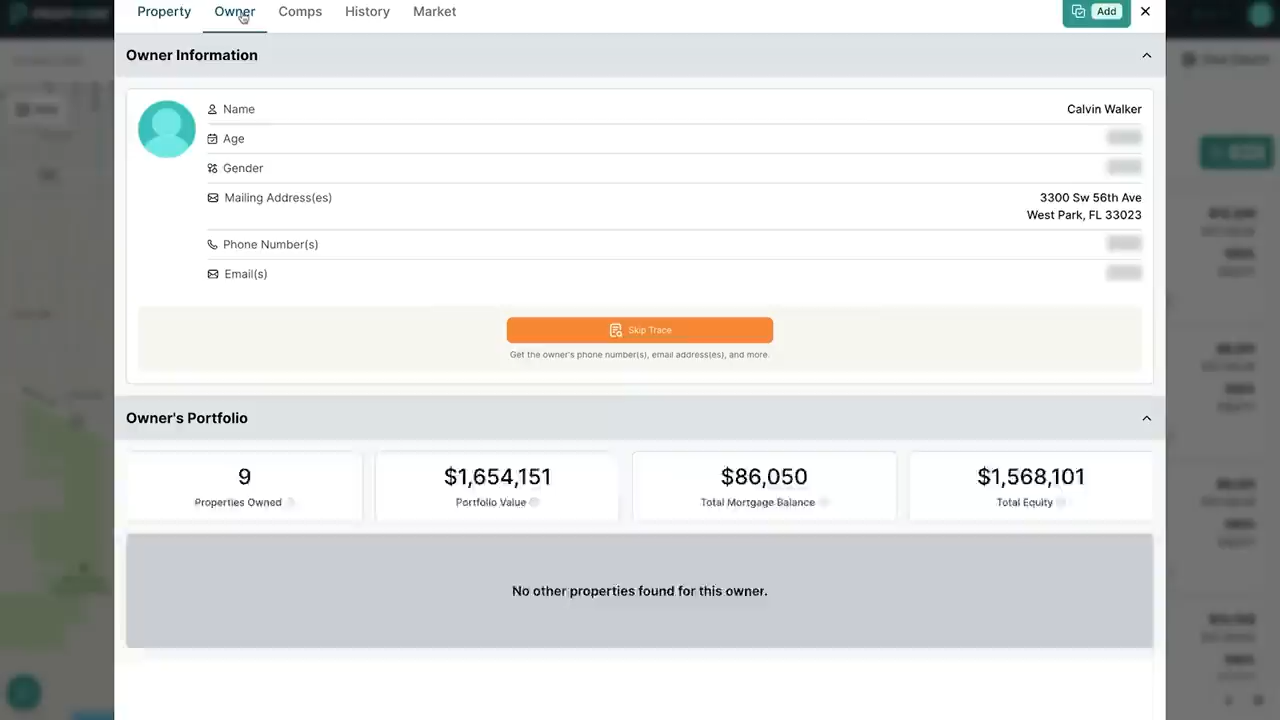 Property Owner Comps History Market Add
Owner Information
Name Calvin Walker
Age
Gender
Mailing Address(es) 3300 Sw 56th Ave
West Park, FL 33023
Phone Number(s)
Email(s)
Skip Trace
Get the owner's phone number(s), email address(es), and more.
Owner's Portfolio
9 $1,654,151 $86,050 $1,568,101
Properties Owned Portfolio Value Total Mortgage Balance Total Equity
No other properties found for this owner.